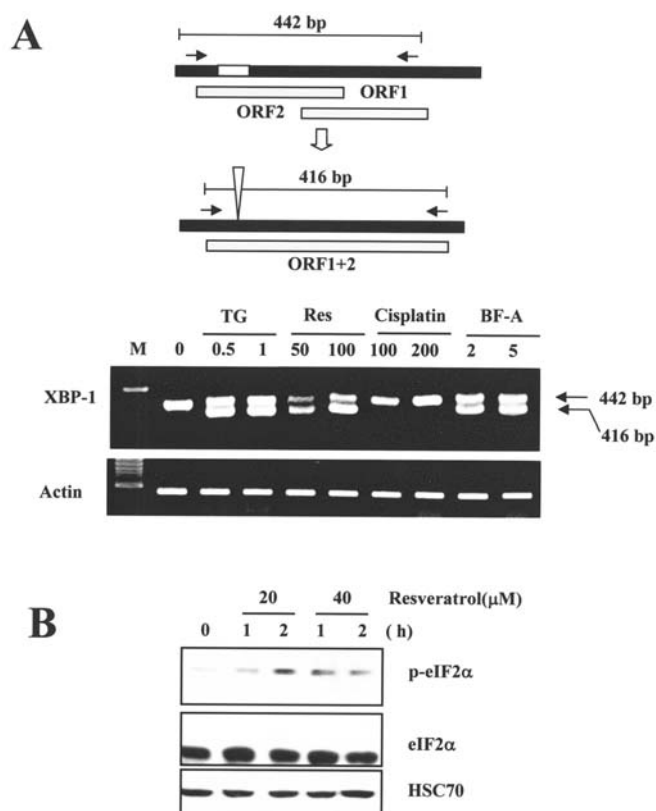 A
442 bp
ORF1
ORF2
416 bp
ORF1+2
TG Res Cisplatin BF-A
M 0 0.5 1 50 100 100 200 2 5
XBP-1
442 bp
416 bp
Actin
B
20 40 Resveratrol(μM)
0 1 2 1 2 ( h)
p-eIF2α
eIF2α
HSC70